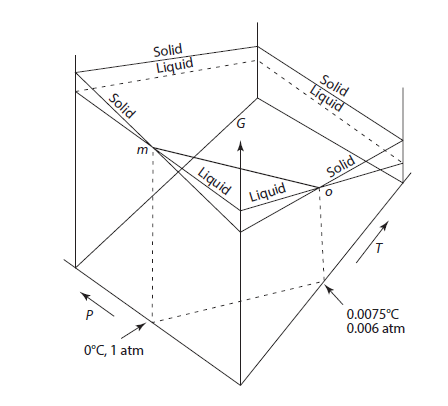 Solid
Liquid
Solid
Liquid
Solid
G
m
Liquid
Liquid
Solid
o
T
P
0.0075°C
0.006 atm
0°C, 1 atm